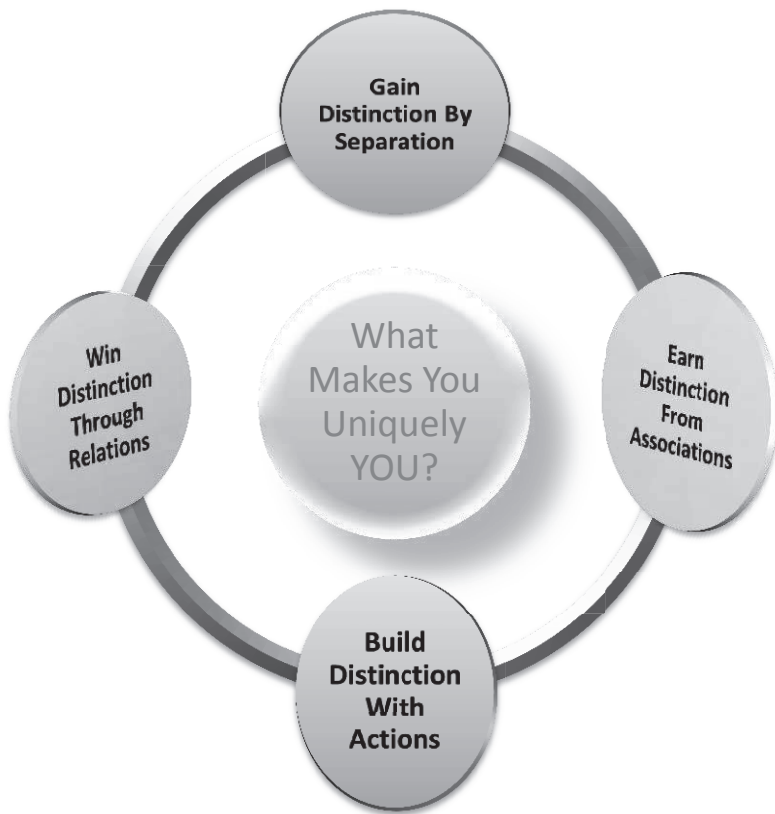 Gain
Distinction By
Separation
What
Makes You
Uniquely
YOU?
Win
Distinction
Through
Relations
Earn
Distinction
From
Associations
Build
Distinction
With
Actions